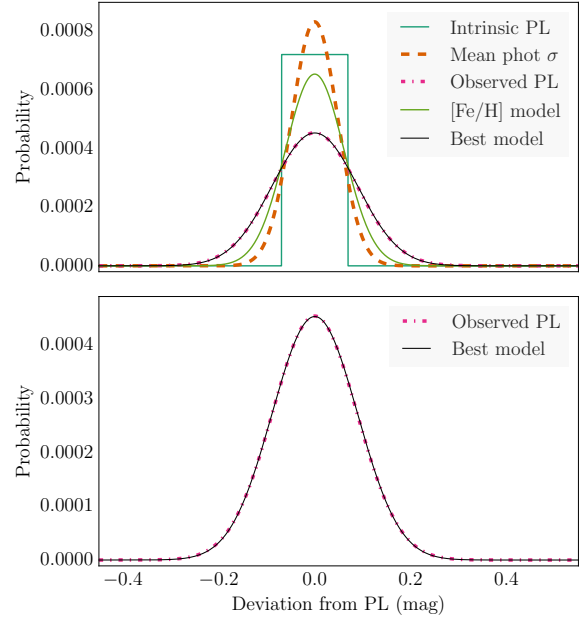 0.0008
0.0006
0.0004
0.0002
0.0000
Probability
Intrinsic PL
Mean phot σ
Observed PL
[Fe/H] model
Best model
0.0004
0.0003
0.0002
0.0001
0.0000
Probability
Observed PL
Best model
−0.4 −0.2 0.0 0.2 0.4
Deviation from PL (mag)